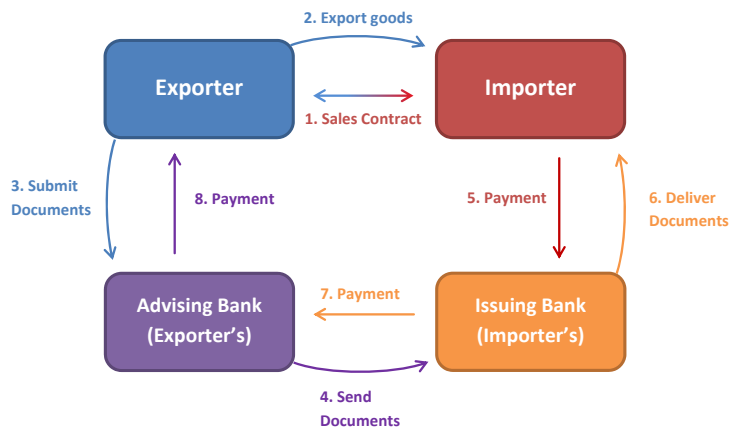 2. Export goods
Exporter
Importer
1. Sales Contract
3. Submit
Documents
8. Payment
5. Payment
6. Deliver
Documents
Advising Bank
(Exporter’s)
7. Payment
Issuing Bank
(Importer’s)
4. Send
Documents